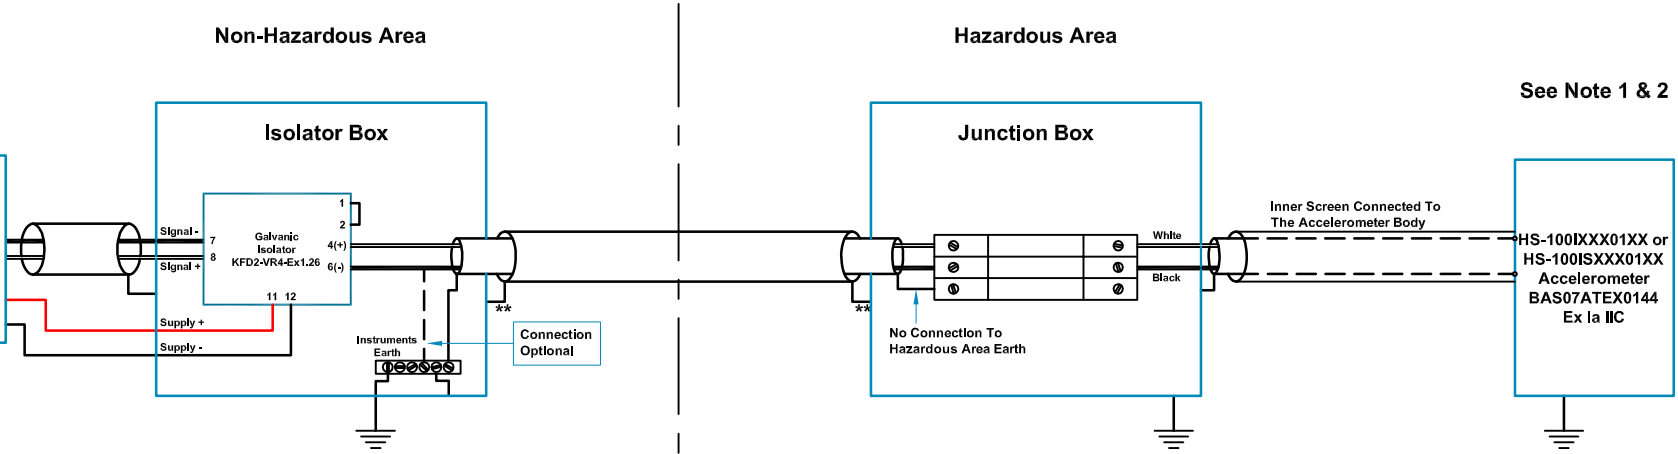 Non-Hazardous Area
Hazardous Area
See Note 1 & 2
Isolator Box
Junction Box
1
2
Signal -
7
8
Signal +
Galvanic
Isolator
KFD2-VR4-Ex1.26
4(+)
6(-)
11 12
Supply +
Supply -
Instruments
Earth
Connection
Optional
**
**
No Connection To
Hazardous Area Earth
White
Black
Inner Screen Connected To
The Accelerometer Body
HS-100IXXX01XX or
HS-100ISXXX01XX
Accelerometer
BAS07ATEX0144
Ex Ia IIC